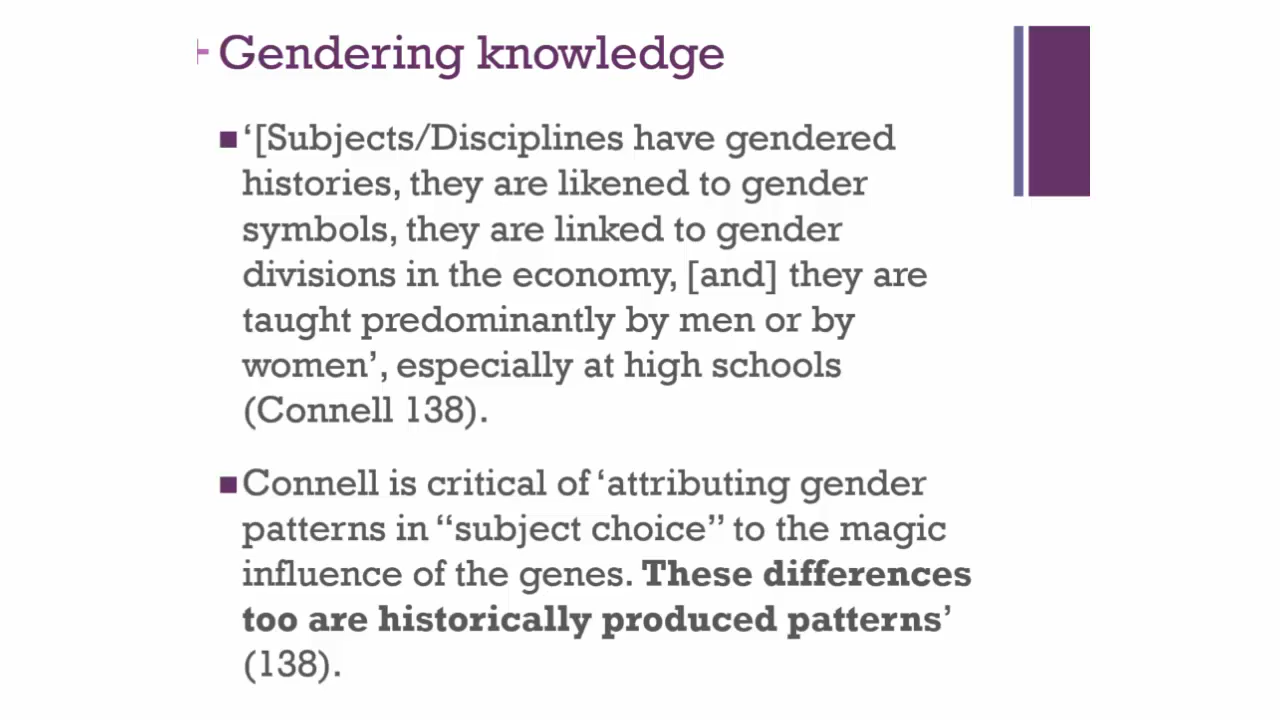 Gendering knowledge
‘[Subjects/Disciplines have gendered
histories, they are likened to gender
symbols, they are linked to gender
divisions in the economy, [and] they are
taught predominantly by men or by
women’, especially at high schools
(Connell 138).
Connell is critical of ‘attributing gender
patterns in “subject choice” to the magic
influence of the genes. These differences
too are historically produced patterns’
(138).